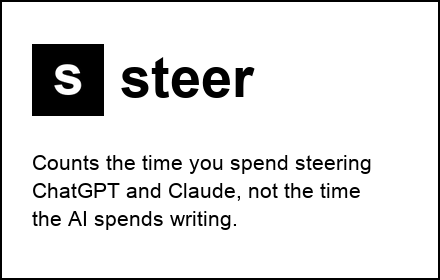 s steer
Counts the time you spend steering
ChatGPT and Claude, not the time
the AI spends writing.